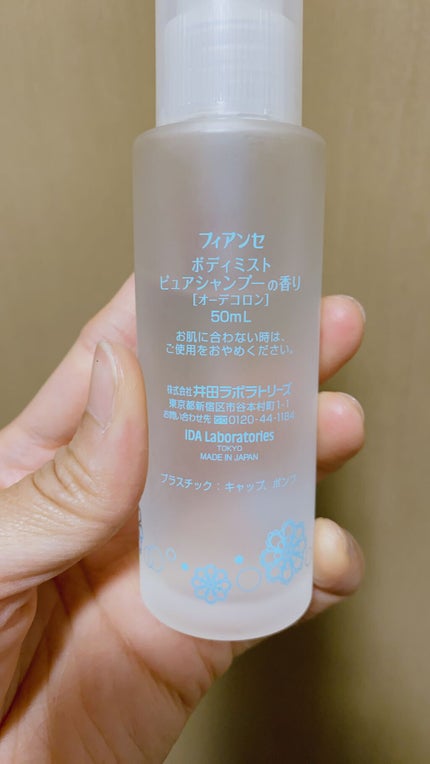 フィアンセ
ボディミスト
ピュアシャンプーの香り
[オーデコロン]
50mL
お肌に合わない時は、
ご使用をおやめください。
株式会社 井田ラボラトリーズ
東京都新宿区市谷本村町1-1
お問い合わせ先 0120-44-1184
IDA Laboratories
TOKYO
MADE IN JAPAN
プラスチック：キャップ、ポンプ